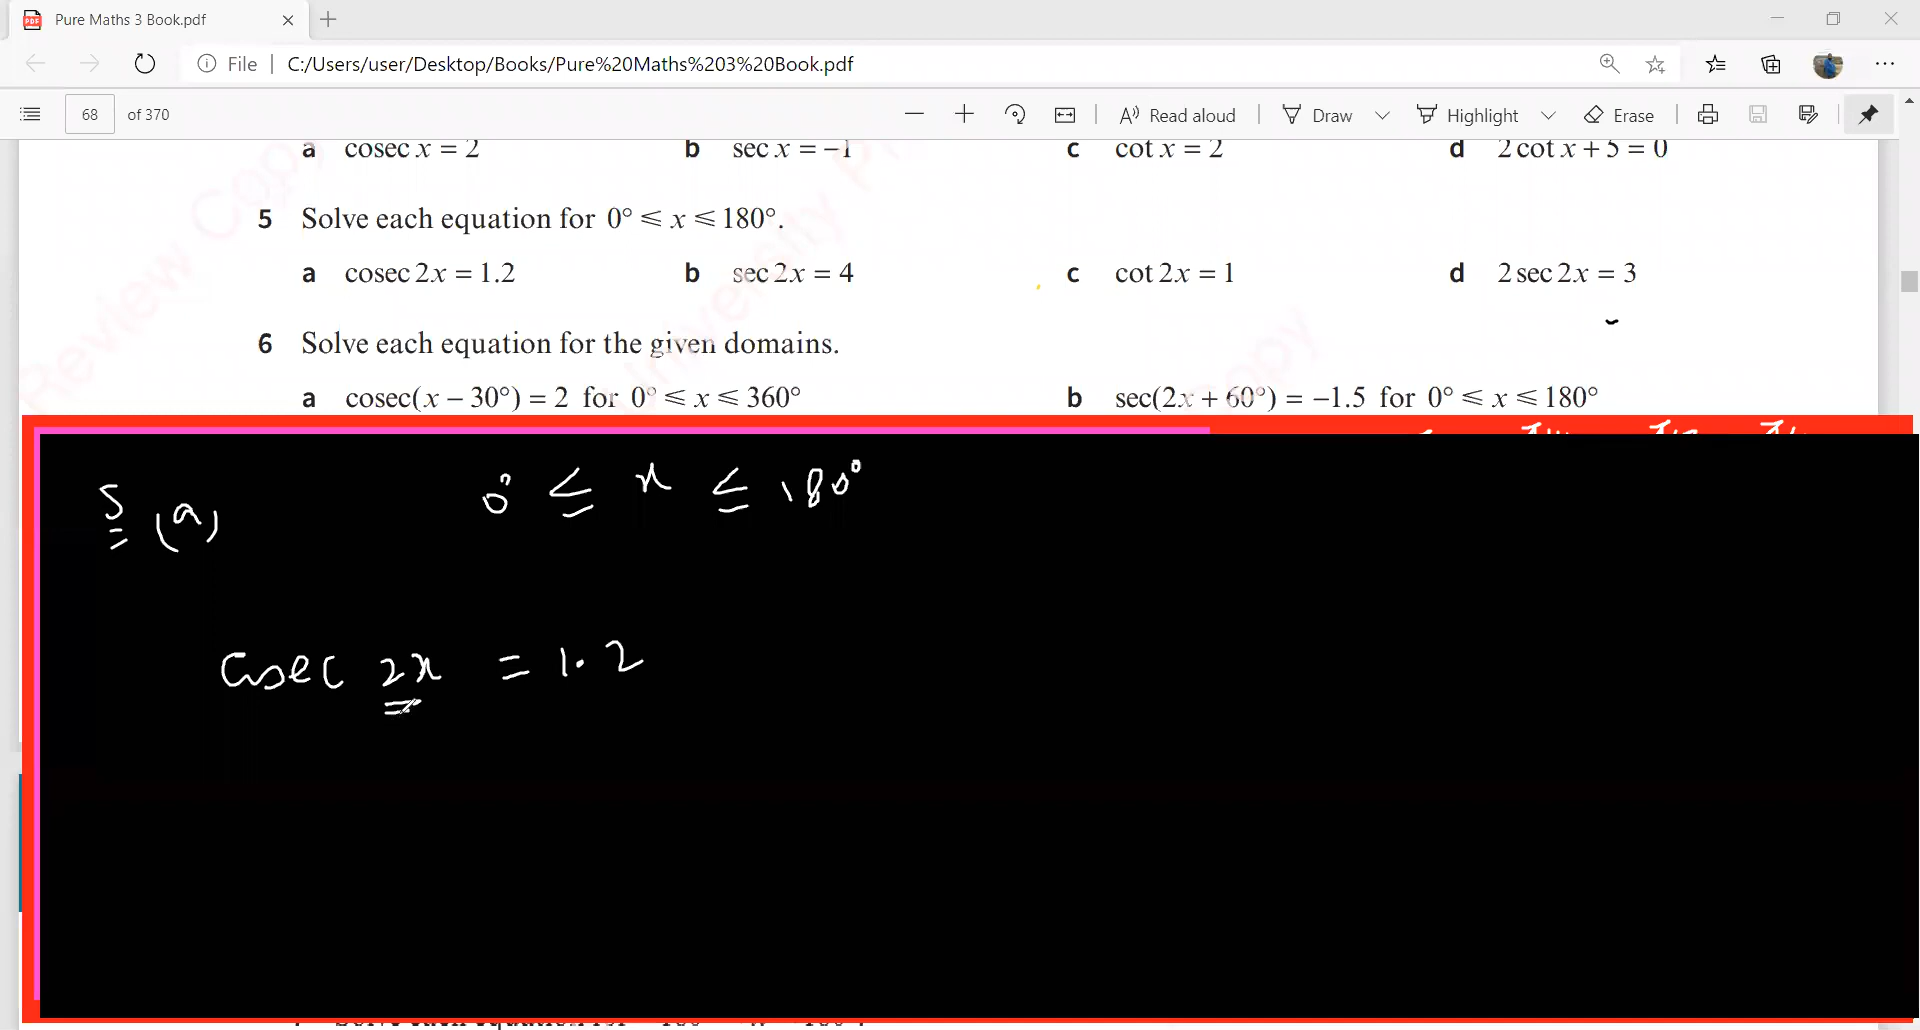 Pure Maths 3 Book.pdf
File | C:/Users/user/Desktop/Books/Pure%20Maths%203%20Book.pdf
68 of 370 Read aloud Draw Highlight Erase
a cosec x = 2 b sec x = −1 c cot x = 2 d 2 cot x + 5 = 0
5 Solve each equation for 0° ⩽ x ⩽ 180°.
a cosec 2x = 1.2 b sec 2x = 4 c cot 2x = 1 d 2 sec 2x = 3
6 Solve each equation for the given domains.
a cosec(x − 30°) = 2 for 0° ⩽ x ⩽ 360° b sec(2x + 60°) = −1.5 for 0° ⩽ x ⩽ 180°
Review Copy
University
Copy
5 (a) 0° ≤ x ≤ 180°
Cosec 2x = 1.2